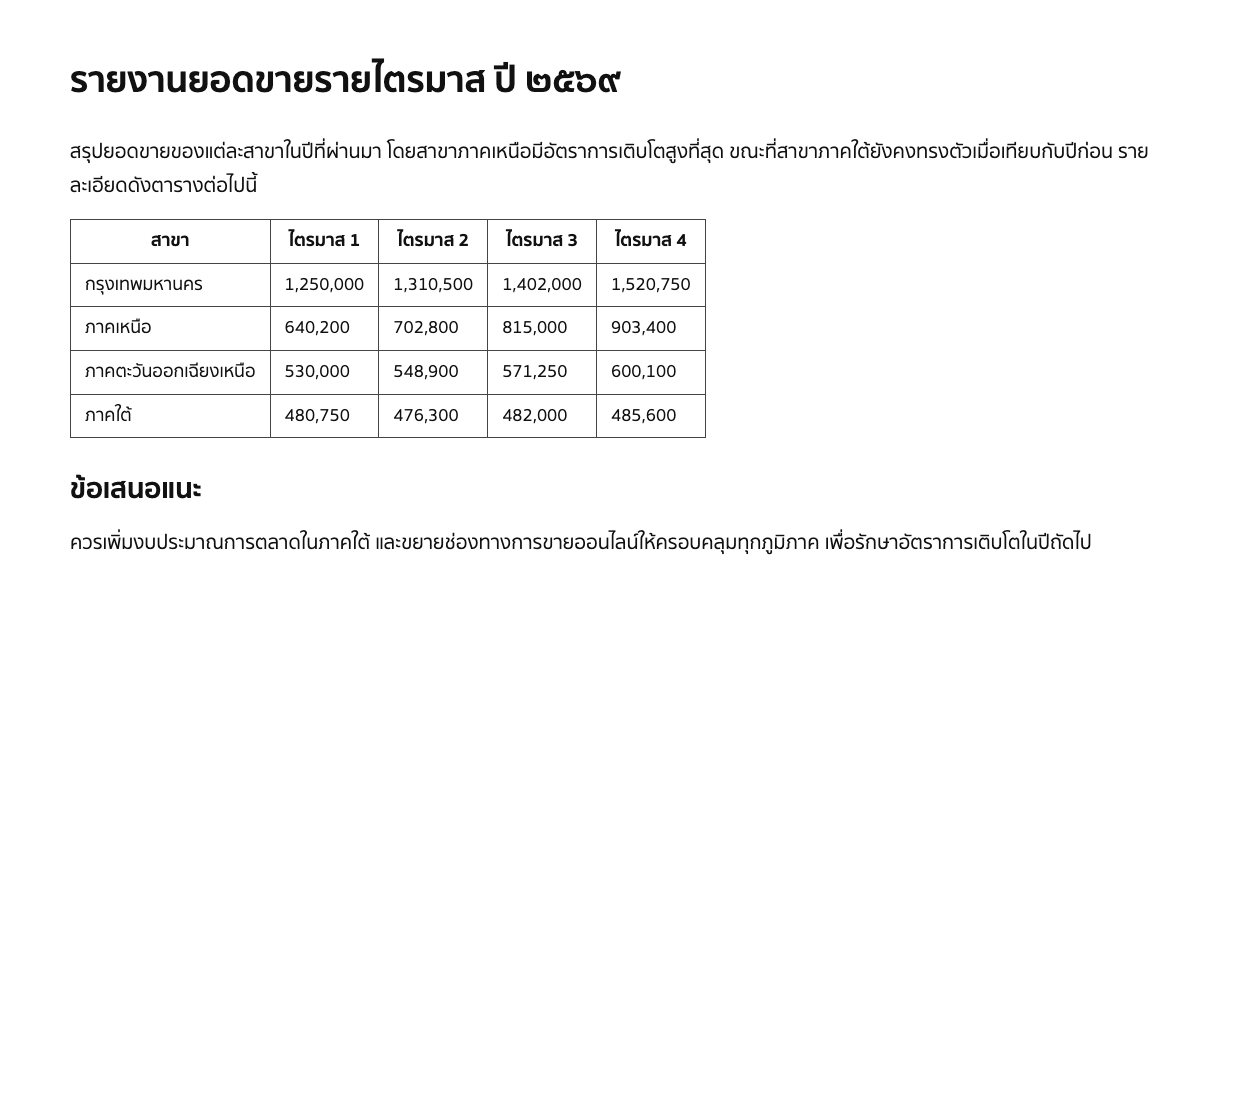 รายงานยอดขายรายไตรมาส ปี ๒๕๖๙
สรุปยอดขายของแต่ละสาขาในปีที่ผ่านมา โดยสาขาภาคเหนือมีอัตราการเติบโตสูงที่สุด ขณะที่สาขาภาคใต้ยังคงทรงตัวเมื่อเทียบกับปีก่อน ราย
ละเอียดดังตารางต่อไปนี้
สาขา ไตรมาส 1 ไตรมาส 2 ไตรมาส 3 ไตรมาส 4
กรุงเทพมหานคร 1,250,000 1,310,500 1,402,000 1,520,750
ภาคเหนือ 640,200 702,800 815,000 903,400
ภาคตะวันออกเฉียงเหนือ 530,000 548,900 571,250 600,100
ภาคใต้ 480,750 476,300 482,000 485,600
ข้อเสนอแนะ
ควรเพิ่มงบประมาณการตลาดในภาคใต้ และขยายช่องทางการขายออนไลน์ให้ครอบคลุมทุกภูมิภาค เพื่อรักษาอัตราการเติบโตในปีถัดไป